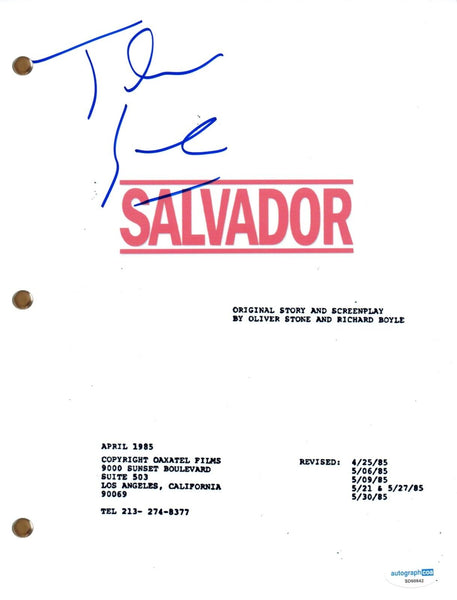 SALVADOR
ORIGINAL STORY AND SCREENPLAY
BY OLIVER STONE AND RICHARD BOYLE
APRIL 1985
COPYRIGHT OAXATEL FILMS
9000 SUNSET BOULEVARD
SUITE 503
LOS ANGELES, CALIFORNIA
90069
TEL 213- 274-8377
REVISED: 4/25/85
5/06/85
5/09/85
5/21 & 5/27/85
5/30/85
autograph COA